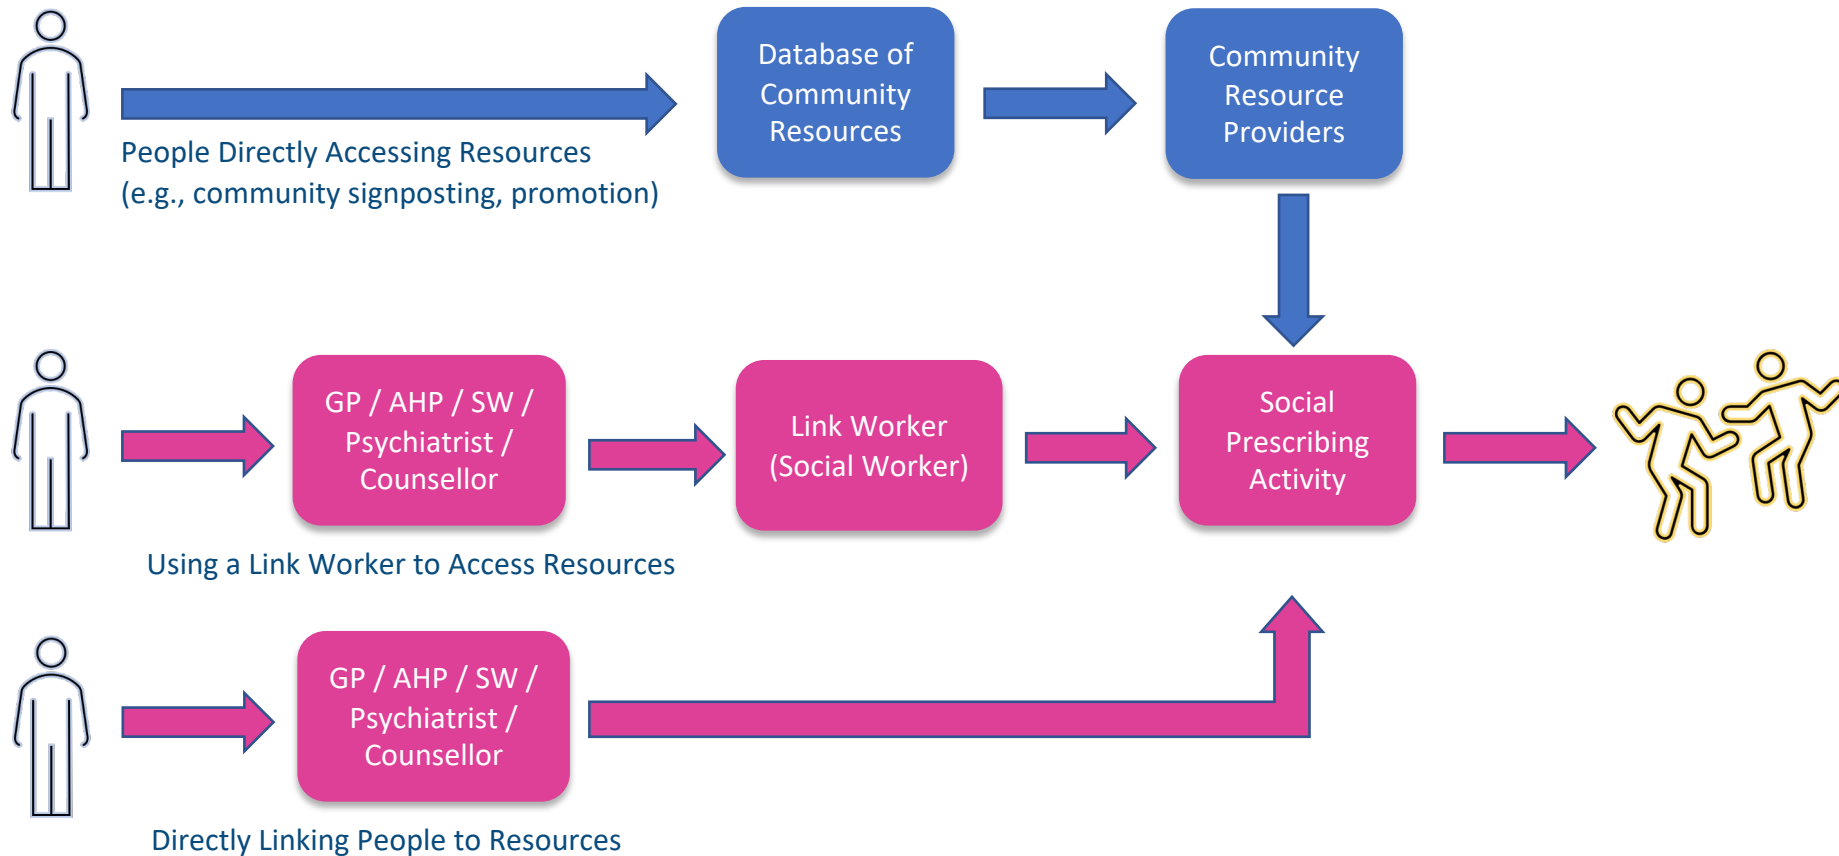 Database of
Community
Resources
Community
Resource
Providers
People Directly Accessing Resources
(e.g., community signposting, promotion)
GP / AHP / SW /
Psychiatrist /
Counsellor
Link Worker
(Social Worker)
Social
Prescribing
Activity
Using a Link Worker to Access Resources
GP / AHP / SW /
Psychiatrist /
Counsellor
Directly Linking People to Resources